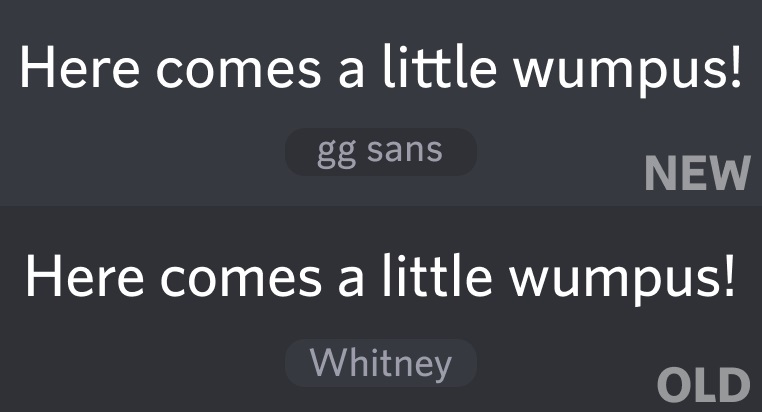 Here comes a little wumpus!
gg sans
NEW
Here comes a little wumpus!
Whitney
OLD